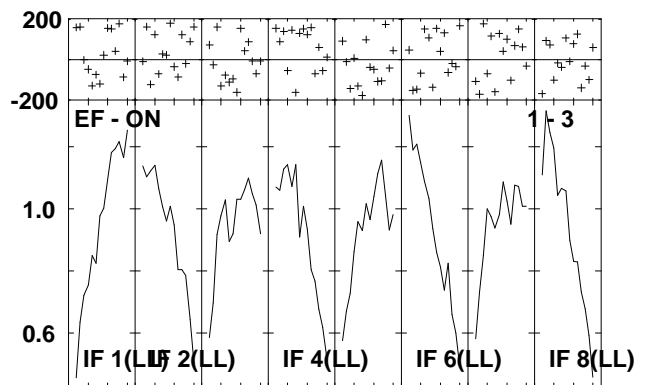 200
-200
EF - ON 1 - 3
1.0
0.6
IF 1(LL) IF 2(LL) IF 4(LL) IF 6(LL) IF 8(LL)